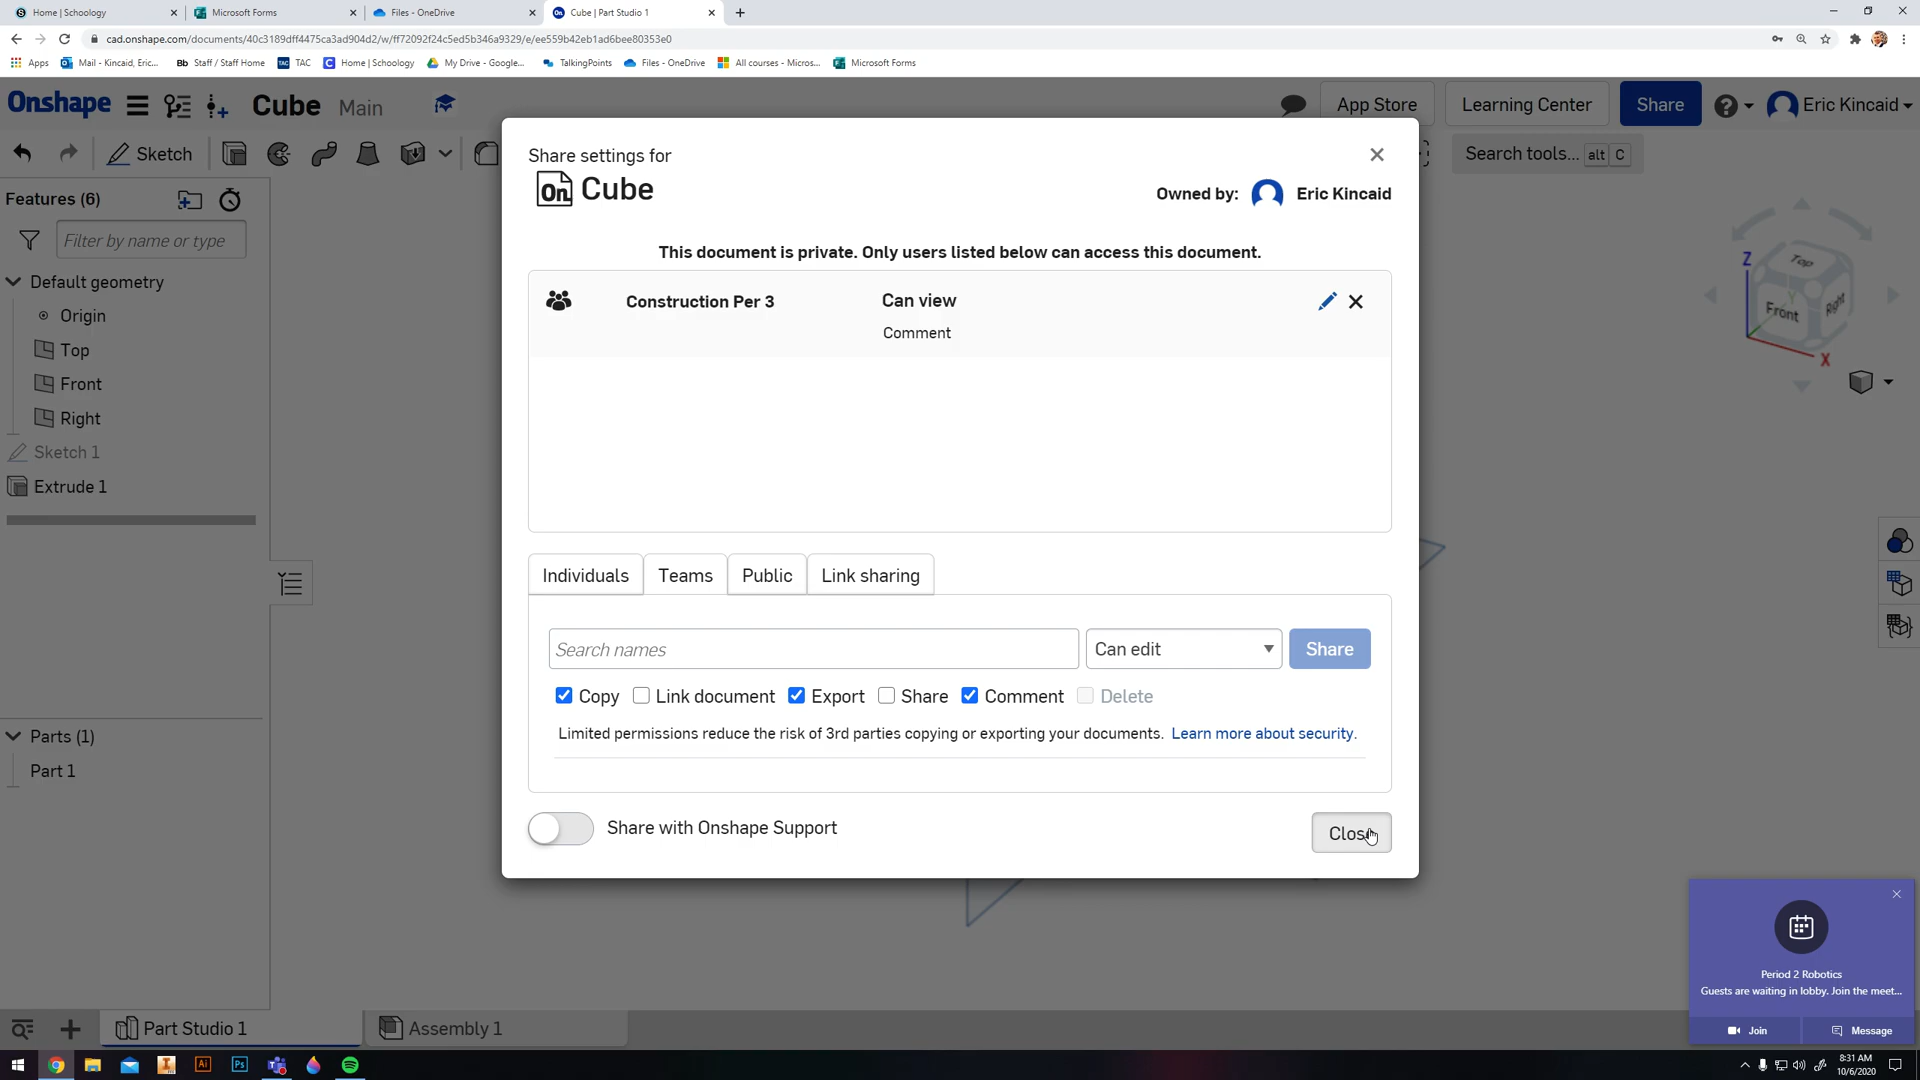 Home | Schoology
Microsoft Forms
Files - OneDrive
Cube | Part Studio 1
cad.onshape.com/documents/40c3189dff4475ca3ad904d2/w/ff72092f24c5ed5b346a9329/e/ee559b42eb1ad6bee80353e0
Apps
Mail - Kincaid, Eric...
Bb Staff / Staff Home
TAC TAC
Home | Schoology
My Drive - Google...
TalkingPoints
Files - OneDrive
All courses - Micros...
Microsoft Forms
Onshape
Cube Main
App Store
Learning Center
Share
Eric Kincaid
Sketch
Search tools... alt C
Features (6)
Filter by name or type
Default geometry
Origin
Top
Front
Right
Sketch 1
Extrude 1
Parts (1)
Part 1
Share settings for
on Cube
Owned by: Eric Kincaid
This document is private. Only users listed below can access this document.
Construction Per 3
Can view
Comment
Individuals
Teams
Public
Link sharing
Search names
Can edit
Share
Copy
Link document
Export
Share
Comment
Delete
Limited permissions reduce the risk of 3rd parties copying or exporting your documents. Learn more about security.
Share with Onshape Support
Top
Front
Right
Z
Y
X
Period 2 Robotics
Guests are waiting in lobby. Join the meet...
Join
Message
Part Studio 1
Assembly 1
Ai
Ps
8:31 AM
10/6/2020